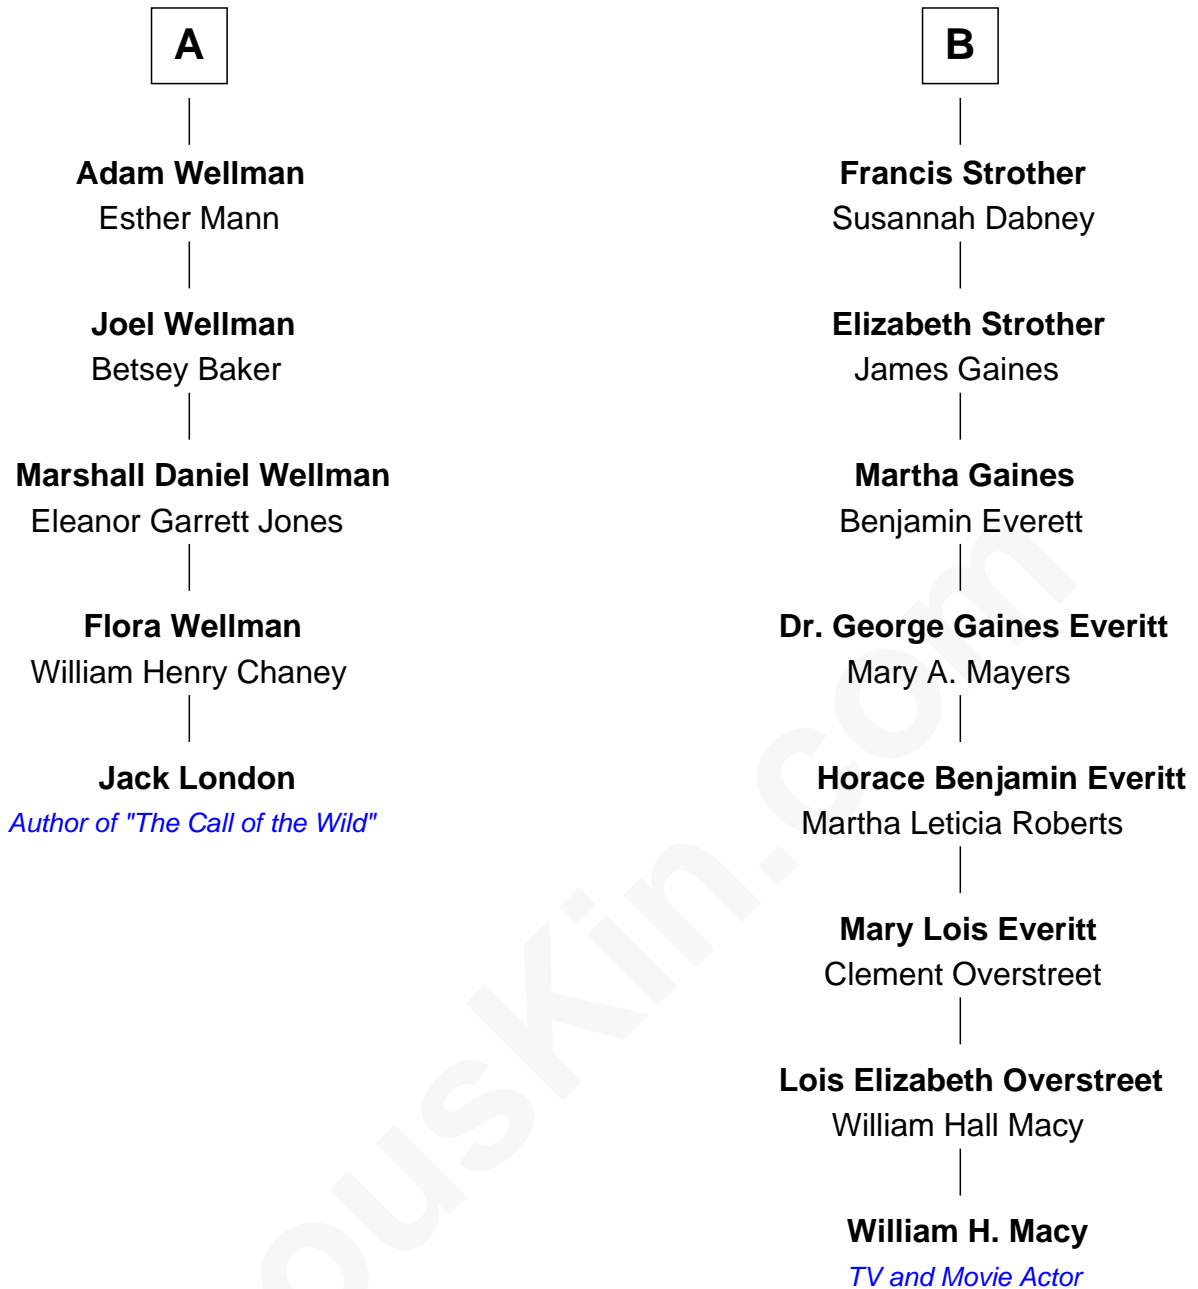 A
Adam Wellman
Esther Mann
Joel Wellman
Betsey Baker
Marshall Daniel Wellman
Eleanor Garrett Jones
Flora Wellman
William Henry Chaney
Jack London
Author of "The Call of the Wild"
B
Francis Strother
Susannah Dabney
Elizabeth Strother
James Gaines
Martha Gaines
Benjamin Everett
Dr. George Gaines Everitt
Mary A. Mayers
Horace Benjamin Everitt
Martha Leticia Roberts
Mary Lois Everitt
Clement Overstreet
Lois Elizabeth Overstreet
William Hall Macy
William H. Macy
TV and Movie Actor
ousKin.com